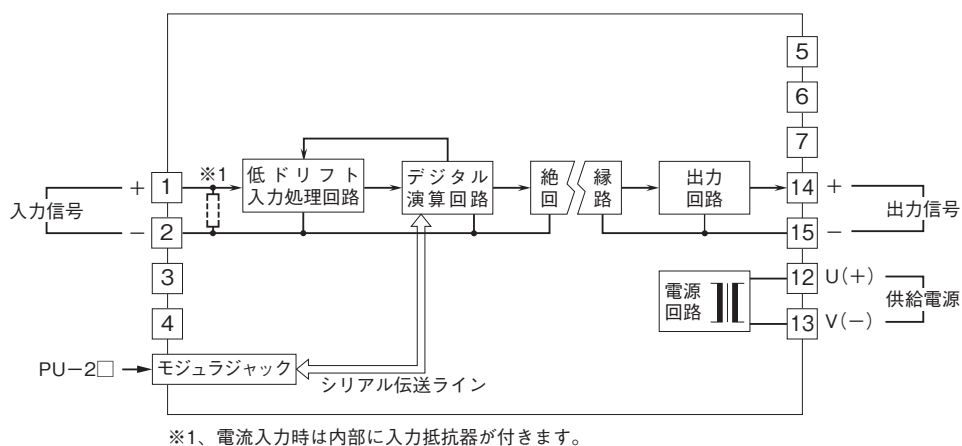 5
6
7
※1
低ドリフト
入力処理回路
デジタル
演算回路
絶
回
縁
路
出力
回路
+ 1
入力信号
− 2
3
4
14 +
出力信号
15 −
12 U(+)
供給電源
13 V(−)
電源
回路
PU−2□
モジュラジャック
シリアル伝送ライン
※1、電流入力時は内部に入力抵抗器が付きます。